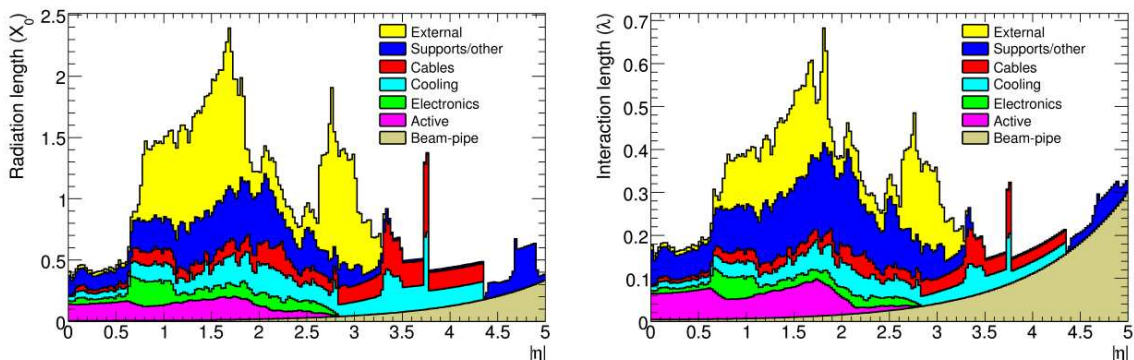 Radiation length (X0)
2.5
2
1.5
1
0.5
0
External
Supports/other
Cables
Cooling
Electronics
Active
Beam-pipe
0 0.5 1 1.5 2 2.5 3 3.5 4 4.5 5
|η|
Interaction length (λ)
0.7
0.6
0.5
0.4
0.3
0.2
0.1
0
External
Supports/other
Cables
Cooling
Electronics
Active
Beam-pipe
0 0.5 1 1.5 2 2.5 3 3.5 4 4.5 5
|η|